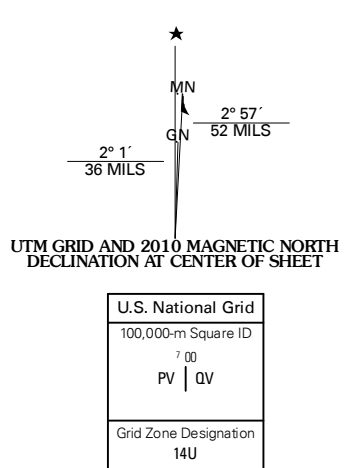 ★
MN
2° 57´
52 MILS
GN
2° 1´
36 MILS
UTM GRID AND 2010 MAGNETIC NORTH
DECLINATION AT CENTER OF SHEET
U.S. National Grid
100,000-m Square ID
7 00
PV | QV
Grid Zone Designation
14U